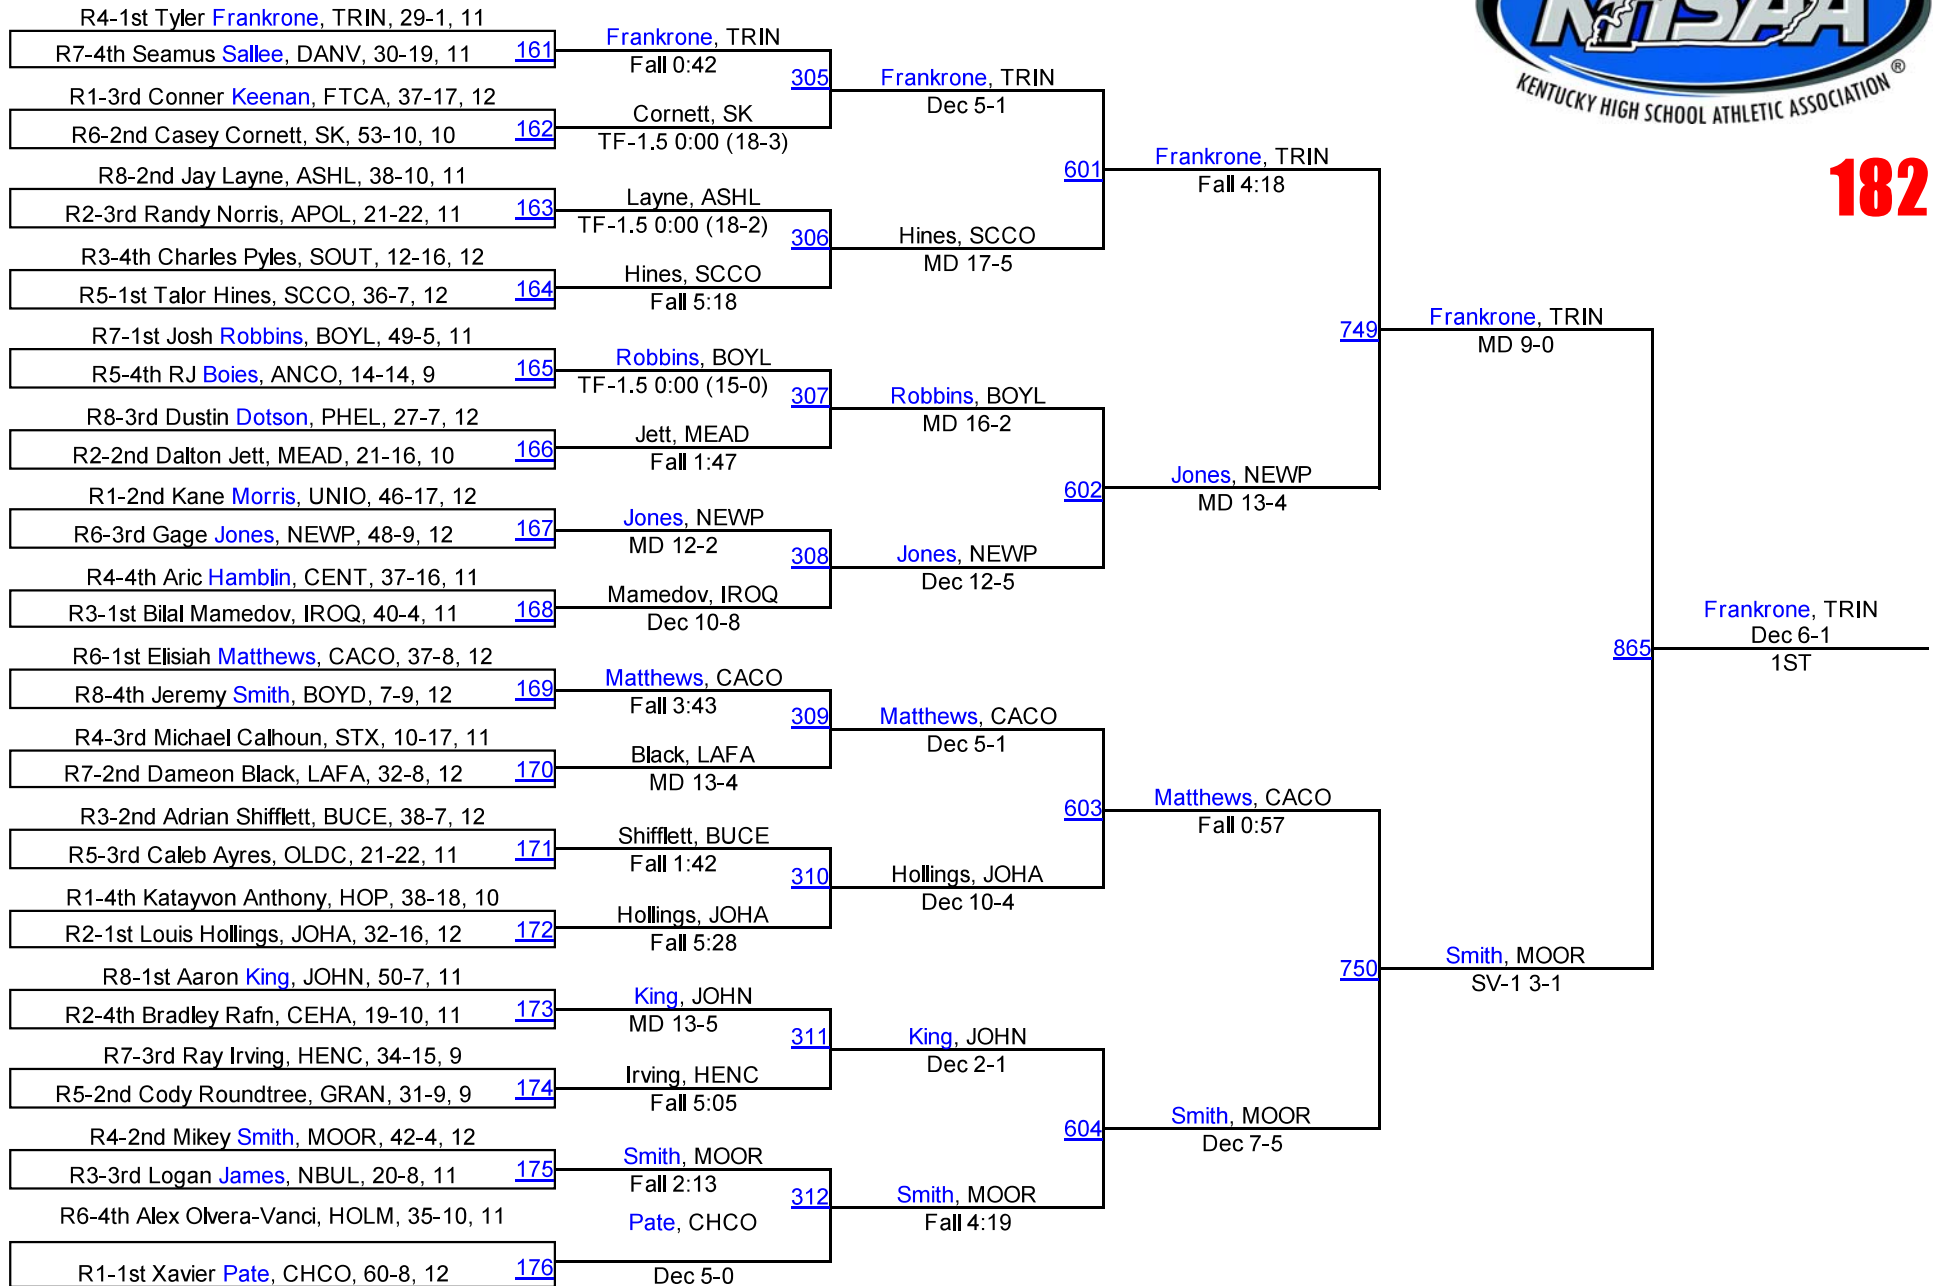 KHSAA
KENTUCKY HIGH SCHOOL ATHLETIC ASSOCIATION®
182
R4-1st Tyler Frankrone, TRIN, 29-1, 11
R7-4th Seamus Sallee, DANV, 30-19, 11
161
R1-3rd Conner Keenan, FTCA, 37-17, 12
R6-2nd Casey Cornett, SK, 53-10, 10
162
R8-2nd Jay Layne, ASHL, 38-10, 11
R2-3rd Randy Norris, APOL, 21-22, 11
163
R3-4th Charles Pyles, SOUT, 12-16, 12
R5-1st Talor Hines, SCCO, 36-7, 12
164
R7-1st Josh Robbins, BOYL, 49-5, 11
R5-4th RJ Boies, ANCO, 14-14, 9
165
R8-3rd Dustin Dotson, PHEL, 27-7, 12
R2-2nd Dalton Jett, MEAD, 21-16, 10
166
R1-2nd Kane Morris, UNIO, 46-17, 12
R6-3rd Gage Jones, NEWP, 48-9, 12
167
R4-4th Aric Hamblin, CENT, 37-16, 11
R3-1st Bilal Mamedov, IROQ, 40-4, 11
168
R6-1st Elisiah Matthews, CACO, 37-8, 12
R8-4th Jeremy Smith, BOYD, 7-9, 12
169
R4-3rd Michael Calhoun, STX, 10-17, 11
R7-2nd Dameon Black, LAFA, 32-8, 12
170
R3-2nd Adrian Shifflett, BUCE, 38-7, 12
R5-3rd Caleb Ayres, OLDC, 21-22, 11
171
R1-4th Katayvon Anthony, HOP, 38-18, 10
R2-1st Louis Hollings, JOHA, 32-16, 12
172
R8-1st Aaron King, JOHN, 50-7, 11
R2-4th Bradley Rafn, CEHA, 19-10, 11
173
R7-3rd Ray Irving, HENC, 34-15, 9
R5-2nd Cody Roundtree, GRAN, 31-9, 9
174
R4-2nd Mikey Smith, MOOR, 42-4, 12
R3-3rd Logan James, NBUL, 20-8, 11
175
R6-4th Alex Olvera-Vanci, HOLM, 35-10, 11
R1-1st Xavier Pate, CHCO, 60-8, 12
176
Frankrone, TRIN
Fall 0:42
305
Cornett, SK
TF-1.5 0:00 (18-3)
Layne, ASHL
TF-1.5 0:00 (18-2)
306
Hines, SCCO
Fall 5:18
Robbins, BOYL
TF-1.5 0:00 (15-0)
307
Jett, MEAD
Fall 1:47
Jones, NEWP
MD 12-2
308
Mamedov, IROQ
Dec 10-8
Matthews, CACO
Fall 3:43
309
Black, LAFA
MD 13-4
Shifflett, BUCE
Fall 1:42
310
Hollings, JOHA
Fall 5:28
King, JOHN
MD 13-5
311
Irving, HENC
Fall 5:05
Smith, MOOR
Fall 2:13
312
Pate, CHCO
Dec 5-0
Frankrone, TRIN
Dec 5-1
601
Hines, SCCO
MD 17-5
Robbins, BOYL
MD 16-2
602
Jones, NEWP
Dec 12-5
Matthews, CACO
Dec 5-1
603
Hollings, JOHA
Dec 10-4
King, JOHN
Dec 2-1
604
Smith, MOOR
Fall 4:19
Frankrone, TRIN
Fall 4:18
749
Jones, NEWP
MD 13-4
Matthews, CACO
Fall 0:57
750
Smith, MOOR
Dec 7-5
Frankrone, TRIN
MD 9-0
865
Smith, MOOR
SV-1 3-1
Frankrone, TRIN
Dec 6-1
1ST